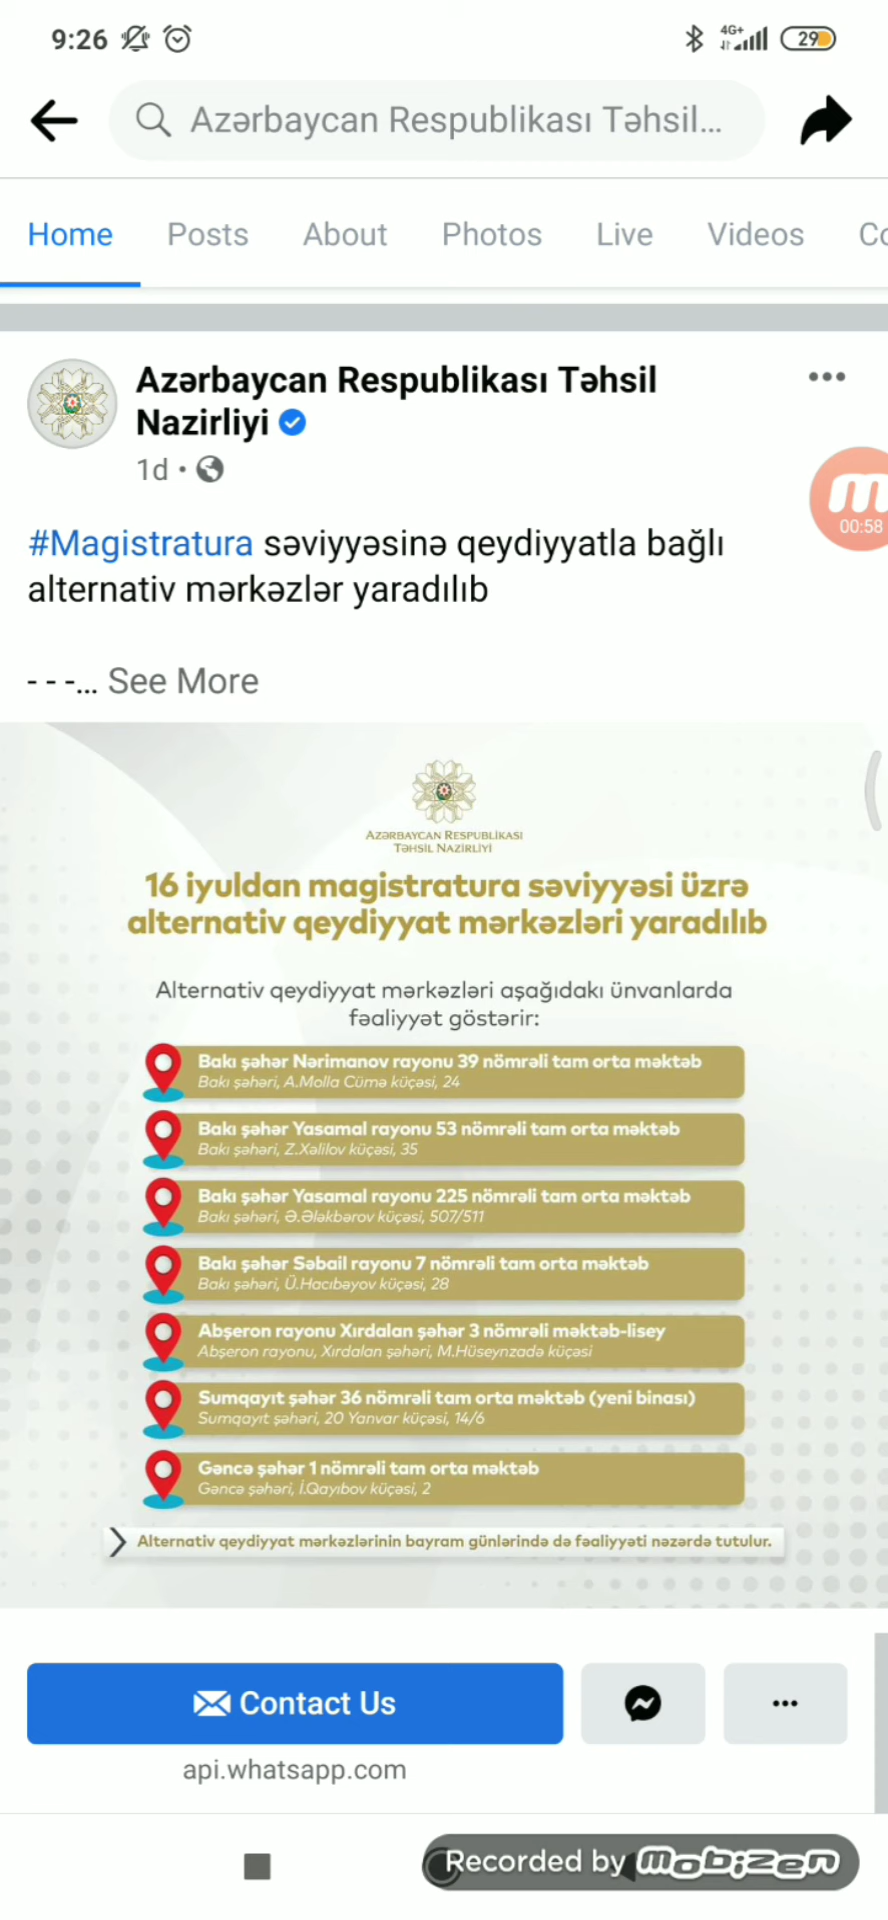 9:26
4G+
29
Azərbaycan Respublikası Təhsil...
Home Posts About Photos Live Videos Co
Azərbaycan Respublikası Təhsil
Nazirliyi
1d
00:58
#Magistratura səviyyəsinə qeydiyyatla bağlı
alternativ mərkəzlər yaradılıb
- - -... See More
AZƏRBAYCAN RESPUBLİKASI
TƏHSİL NAZİRLİYİ
16 iyuldan magistratura səviyyəsi üzrə
alternativ qeydiyyat mərkəzləri yaradılıb
Alternativ qeydiyyat mərkəzləri aşağıdakı ünvanlarda
fəaliyyət göstərir:
Bakı şəhər Nərimanov rayonu 39 nömrəli tam orta məktəb
Bakı şəhəri, A.Molla Cümə küçəsi, 24
Bakı şəhər Yasamal rayonu 53 nömrəli tam orta məktəb
Bakı şəhəri, Z.Xəlilov küçəsi, 35
Bakı şəhər Yasamal rayonu 225 nömrəli tam orta məktəb
Bakı şəhəri, Ə.Ələkbərov küçəsi, 507/511
Bakı şəhər Səbail rayonu 7 nömrəli tam orta məktəb
Bakı şəhəri, Ü.Hacıbəyov küçəsi, 28
Abşeron rayonu Xırdalan şəhər 3 nömrəli məktəb-lisey
Abşeron rayonu, Xırdalan şəhəri, M.Hüseynzadə küçəsi
Sumqayıt şəhər 36 nömrəli tam orta məktəb (yeni binası)
Sumqayıt şəhəri, 20 Yanvar küçəsi, 14/6
Gəncə şəhər 1 nömrəli tam orta məktəb
Gəncə şəhəri, İ.Qayıbov küçəsi, 2
Alternativ qeydiyyat mərkəzlərinin bayram günlərində də fəaliyyəti nəzərdə tutulur.
Contact Us
api.whatsapp.com
Recorded by mobizen